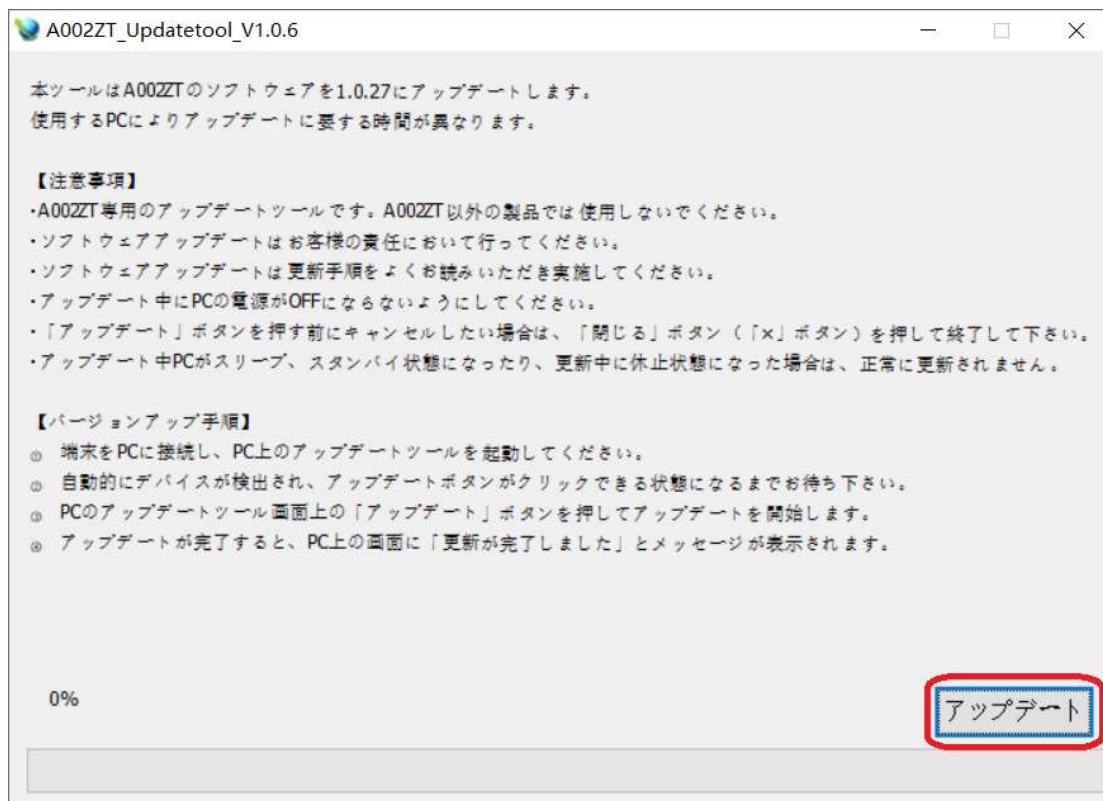 A002ZT_Updatetool_V1.0.6
本ツールはA002ZTのソフトウェアを1.0.27にアップデートします。
使用するPCによりアップデートに要する時間が異なります。
【注意事項】
・A002ZT専用のアップデートツールです。A002ZT以外の製品では使用しないでください。
・ソフトウェアアップデートはお客様の責任において行ってください。
・ソフトウェアアップデートは更新手順をよくお読みいただき実施してください。
・アップデート中にPCの電源がOFFにならないようにしてください。
・「アップデート」ボタンを押す前にキャンセルしたい場合は、「閉じる」ボタン（「×」ボタン）を押して終了して下さい。
・アップデート中PCがスリープ、スタンバイ状態になったり、更新中に休止状態になった場合は、正常に更新されません。
【バージョンアップ手順】
① 端末をPCに接続し、PC上のアップデートツールを起動してください。
② 自動的にデバイスが検出され、アップデートボタンがクリックできる状態になるまでお待ち下さい。
③ PCのアップデートツール画面上の「アップデート」ボタンを押してアップデートを開始します。
④ アップデートが完了すると、PC上の画面に「更新が完了しました」とメッセージが表示されます。
0%
アップデート